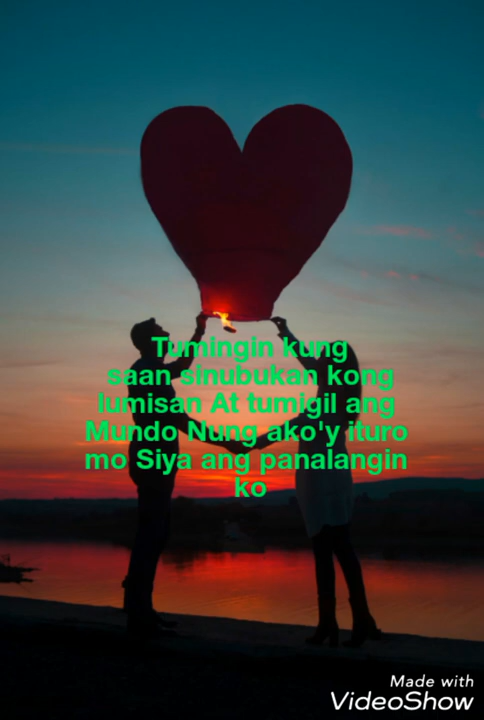 Tumingin kung
saan sinubukan kong
lumisan At tumigil ang
Mundo Nung ako'y ituro
mo Siya ang panalangin
ko
Made with
VideoShow